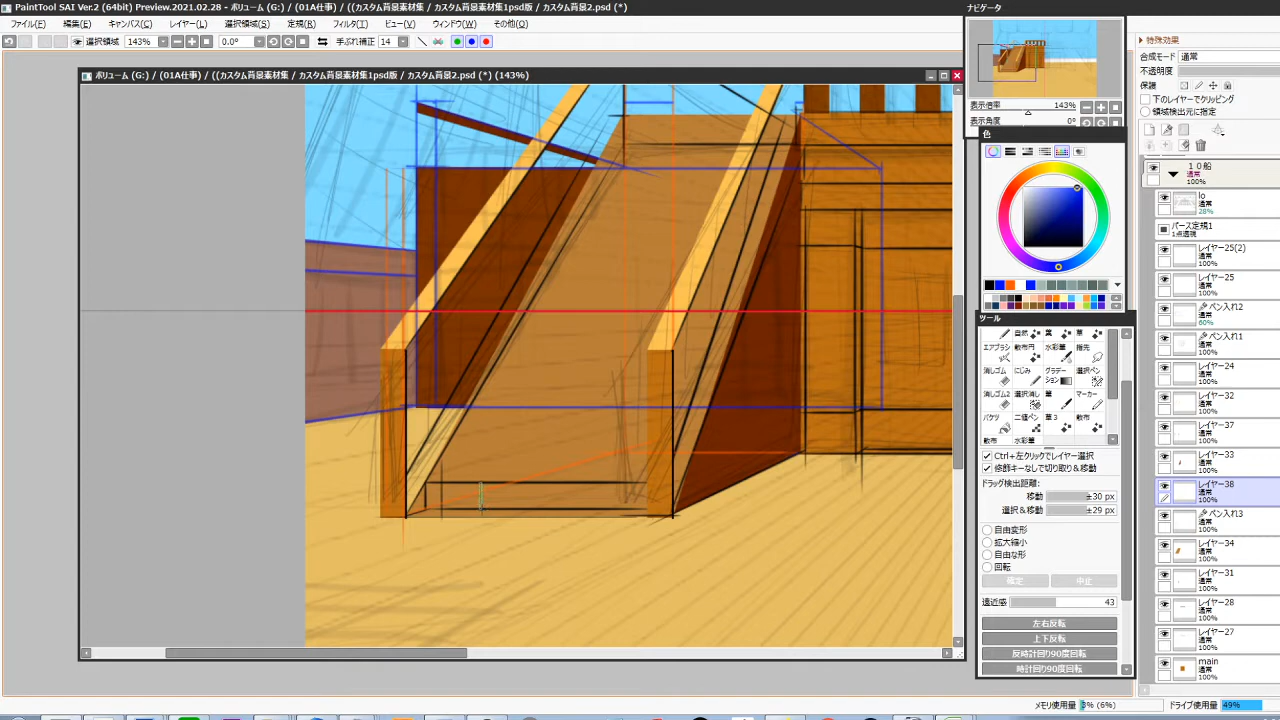 PaintTool SAI Ver.2 (64bit) Preview.2021.02.28 - ボリューム (G:) / (01A仕事) / ((カスタム背景素材集 / カスタム背景素材集1psd版 / カスタム背景2.psd (*)
ファイル(F)
編集(E)
キャンバス(C)
レイヤー(L)
選択領域(S)
定規(R)
フィルタ(T)
ビュー(V)
ウィンドウ(W)
その他(O)
選択領域
143%
0.0°
手ぶれ補正
14
ボリューム (G:) / (01A仕事) / ((カスタム背景素材集 / カスタム背景素材集1psd版 / カスタム背景2.psd (*) (143%)
ナビゲータ
表示倍率
143%
表示角度
0°
色
ツール
自然
散布円
水彩筆
エアブラシ
指先
消しゴム
にじみ
グラデーション
選択ペン
消しゴム2
選択消し
筆
マーカー
バケツ
二値ペン
筆３
散布
散布
水彩筆
Ctrl+左クリックでレイヤー選択
修飾キーなしで切り取り＆移動
ドラッグ検出距離:
移動
±30 px
選択＆移動
±29 px
自由変形
拡大縮小
自由な形
回転
確定
中止
遠近感
43
左右反転
上下反転
反時計回り90度回転
時計回り90度回転
特殊効果
合成モード
通常
不透明度
保護
下のレイヤーでクリッピング
領域検出元に指定
１０船
通常
100%
lo
通常
28%
パース定規1
1点透視
レイヤー25(2)
通常
100%
レイヤー25
通常
100%
ペン入れ2
通常
60%
ペン入れ1
通常
100%
レイヤー24
通常
100%
レイヤー32
通常
100%
レイヤー37
通常
100%
レイヤー33
通常
100%
レイヤー38
通常
100%
ペン入れ3
通常
100%
レイヤー34
通常
100%
レイヤー31
通常
100%
レイヤー28
通常
100%
レイヤー27
通常
100%
main
通常
100%
メモリ使用量
3% (6%)
ドライブ使用量
49%